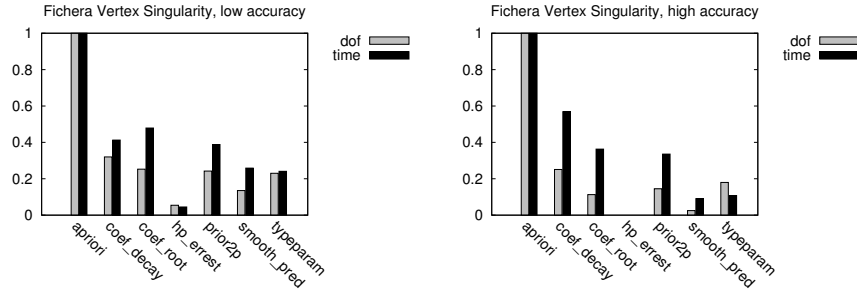 Fichera Vertex Singularity, low accuracy
dof
time
1
0.8
0.6
0.4
0.2
0
apriori
coef_decay
coef_root
hp_errest
prior2p
smooth_pred
typeparam
Fichera Vertex Singularity, high accuracy
dof
time
1
0.8
0.6
0.4
0.2
0
apriori
coef_decay
coef_root
hp_errest
prior2p
smooth_pred
typeparam